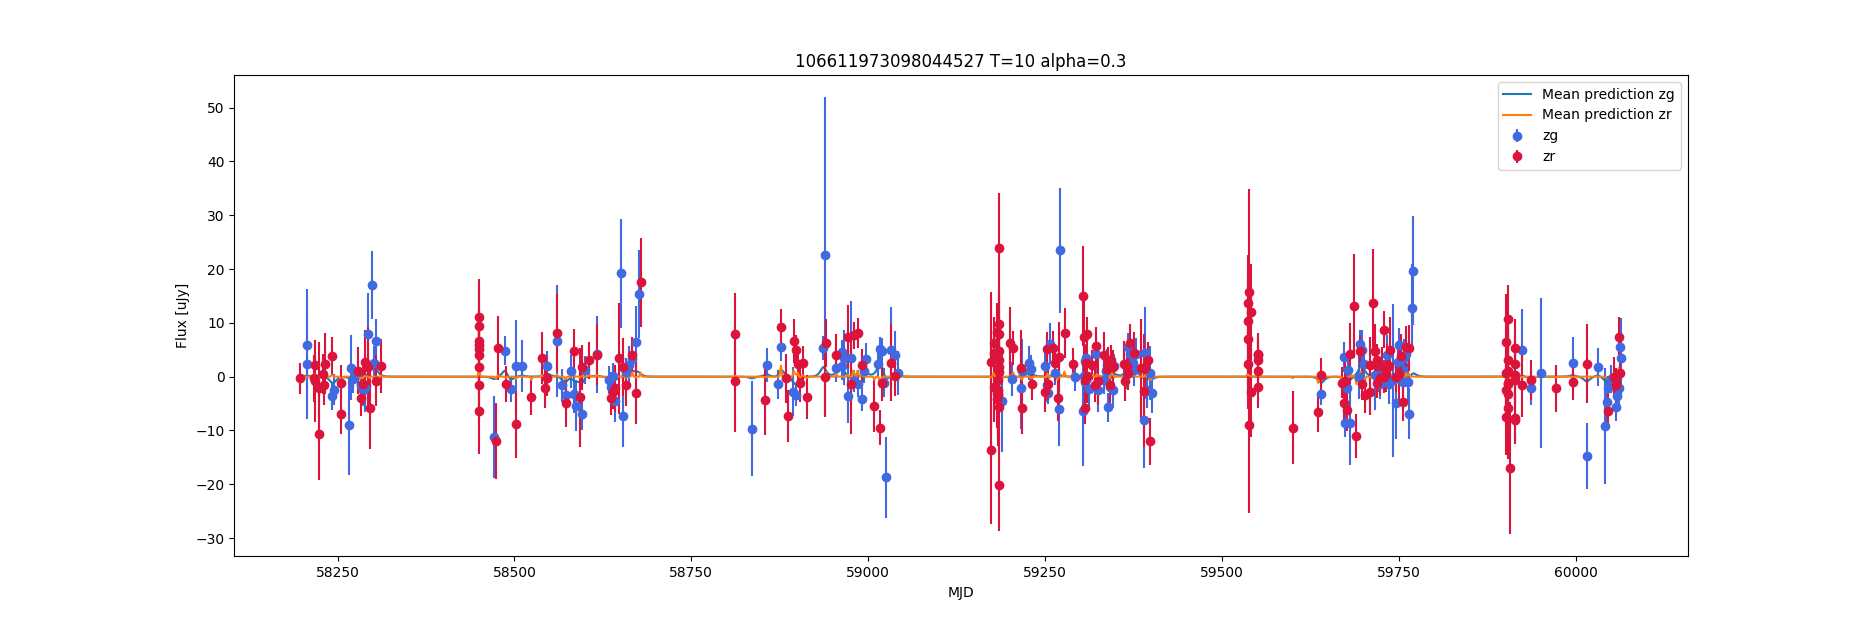 106611973098044527 T=10 alpha=0.3
Flux [uJy]
50
40
30
20
10
0
−10
−20
−30
58250 58500 58750 59000 59250 59500 59750 60000
MJD
Mean prediction zg
Mean prediction zr
zg
zr